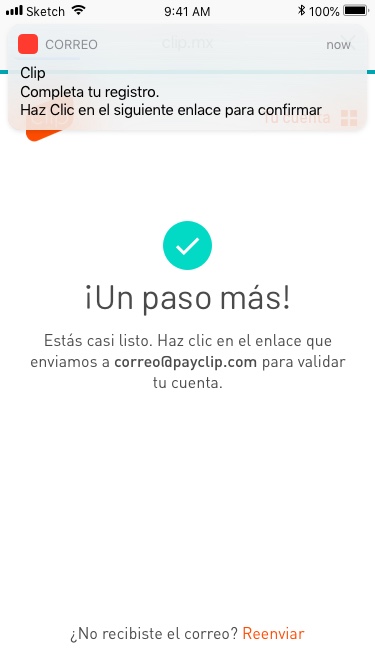 Sketch 9:41 AM 100%
clip.mx
CORREO now
Clip
Completa tu registro.
Haz Clic en el siguiente enlace para confirmar
Tu cuenta
¡Un paso más!
Estás casi listo. Haz clic en el enlace que
enviamos a correo@payclip.com para validar
tu cuenta.
¿No recibiste el correo? Reenviar